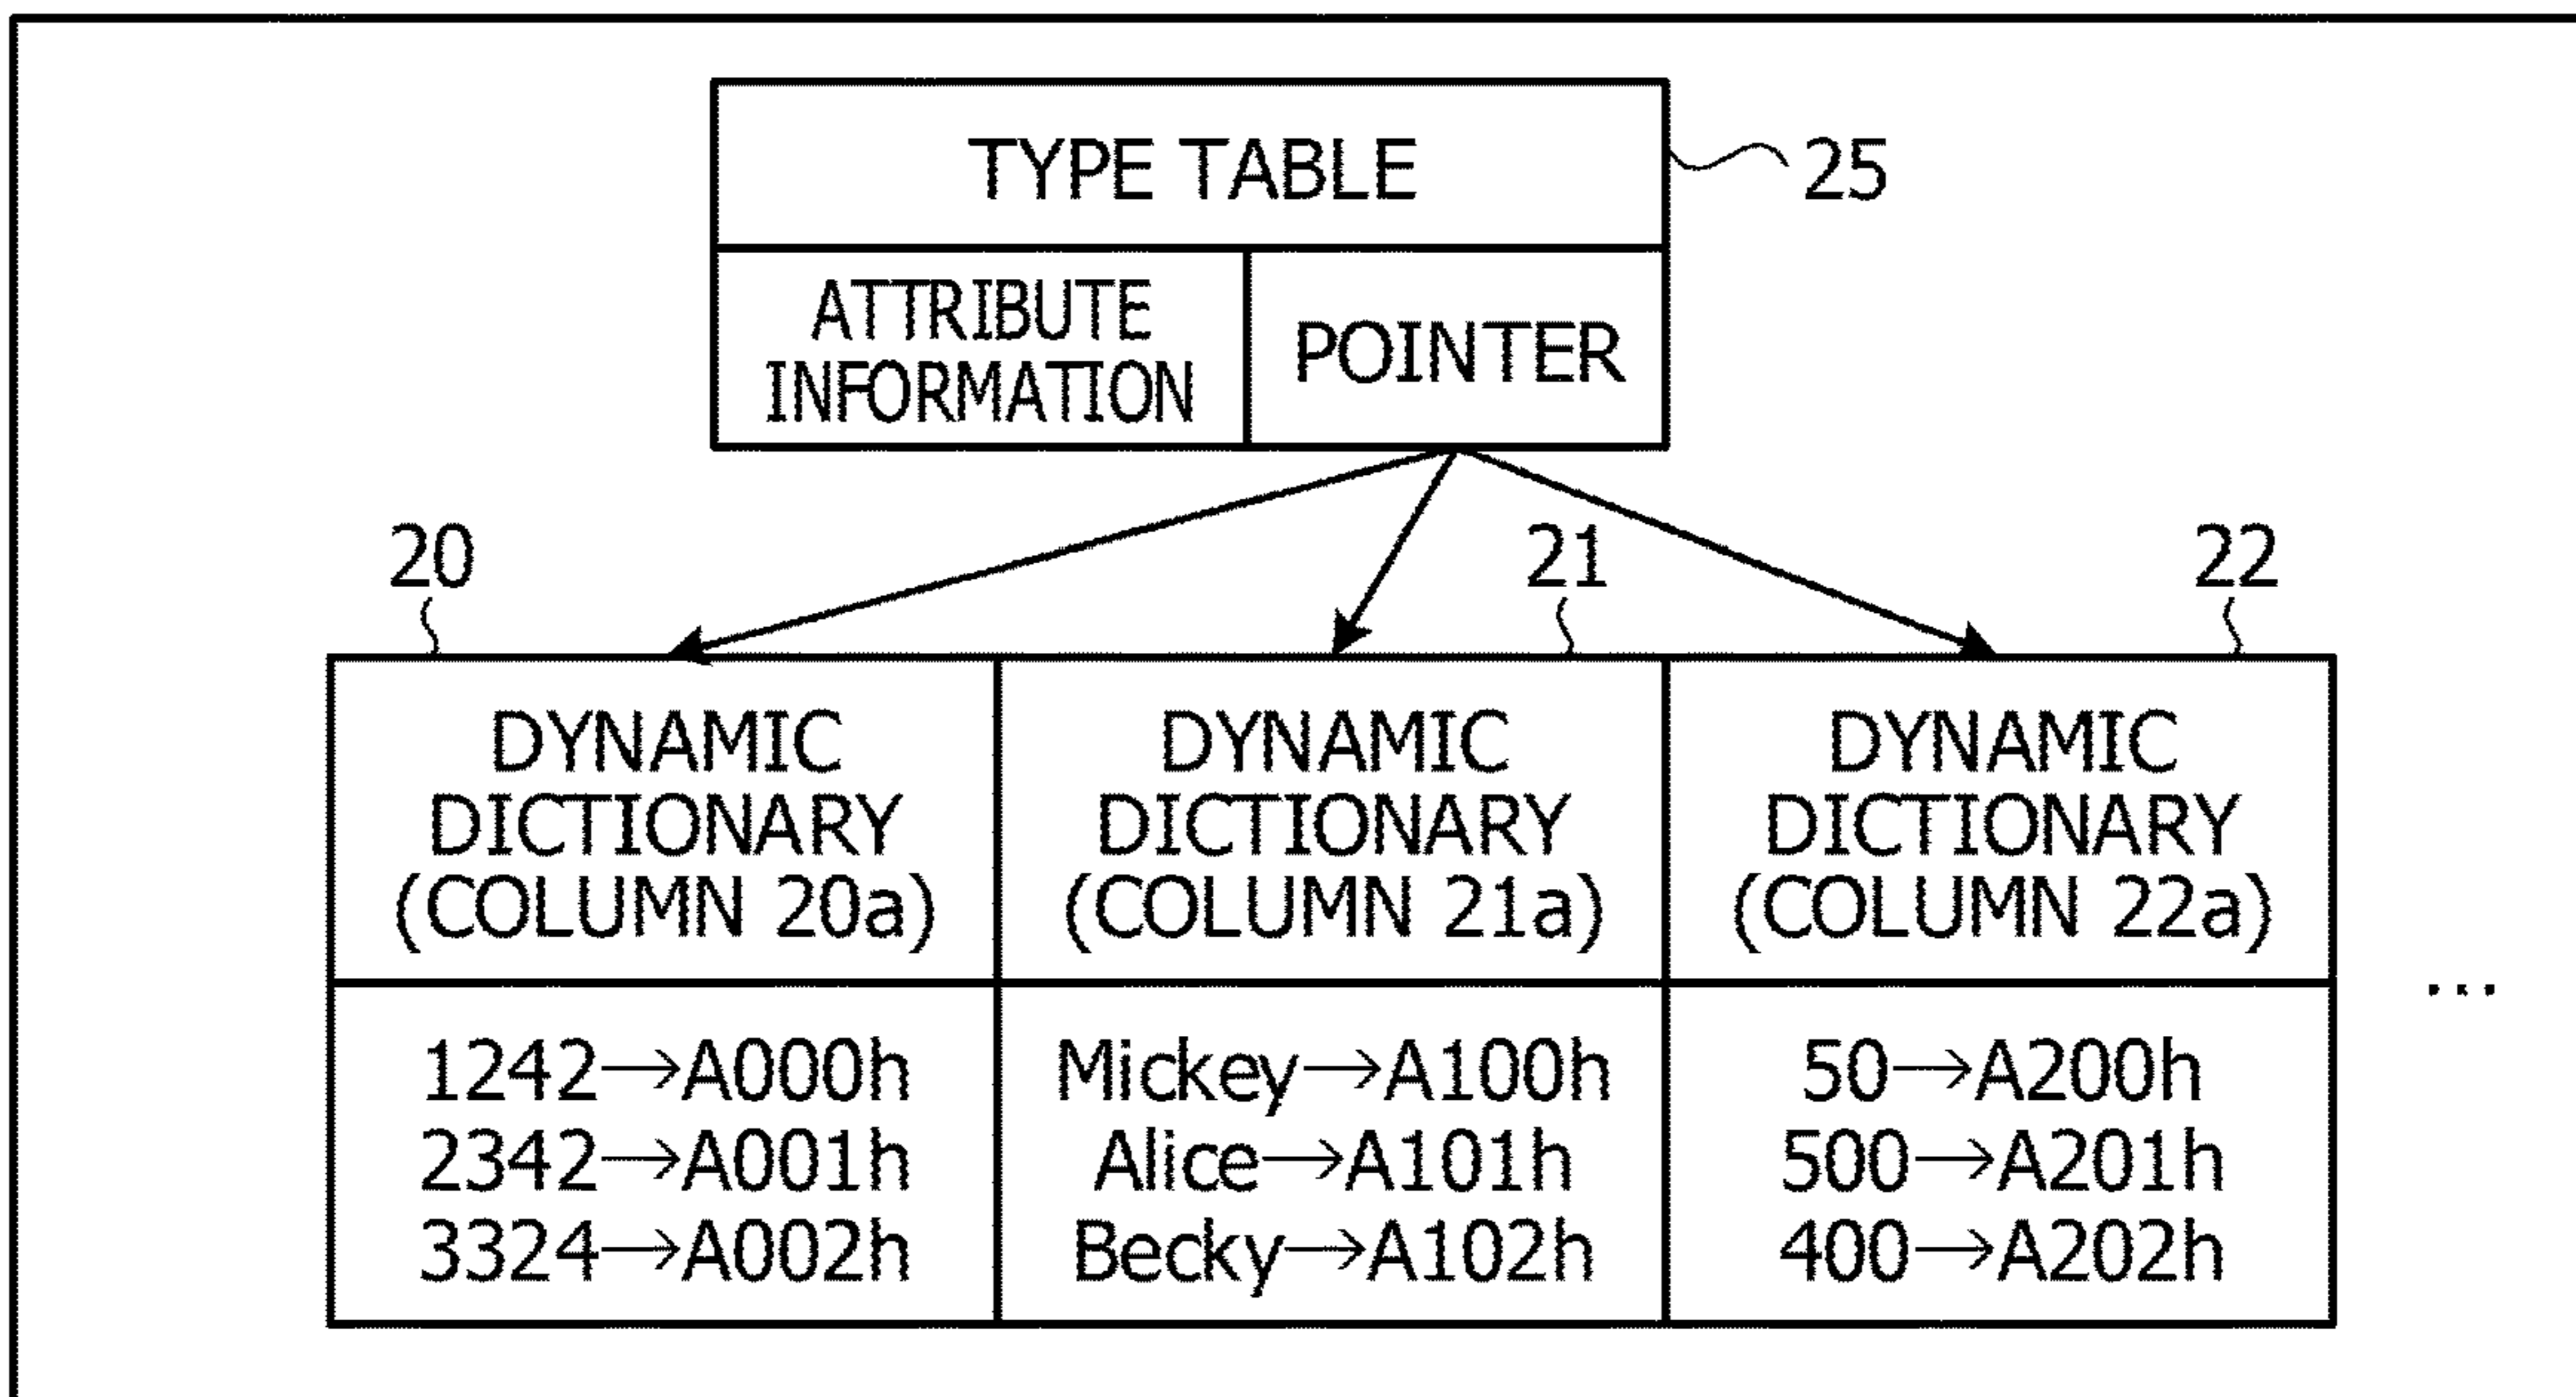 TYPE TABLE
25
ATTRIBUTE
INFORMATION
POINTER
20
21
22
DYNAMIC
DICTIONARY
(COLUMN 20a)
DYNAMIC
DICTIONARY
(COLUMN 21a)
DYNAMIC
DICTIONARY
(COLUMN 22a)
1242→A000h
2342→A001h
3324→A002h
Mickey→A100h
Alice→A101h
Becky→A102h
50→A200h
500→A201h
400→A202h
...